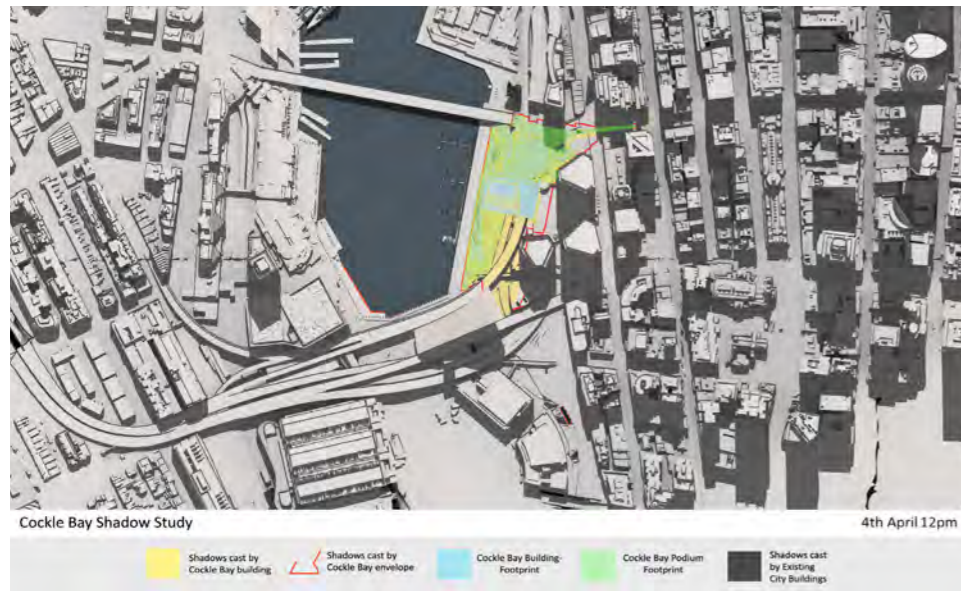 Cockle Bay Shadow Study
4th April 12pm
Shadows cast by
Cockle Bay building
Shadows cast by
Cockle Bay envelope
Cockle Bay Building-
Footprint
Cockle Bay Podium
Footprint
Shadows cast
by Existing
City Buildings